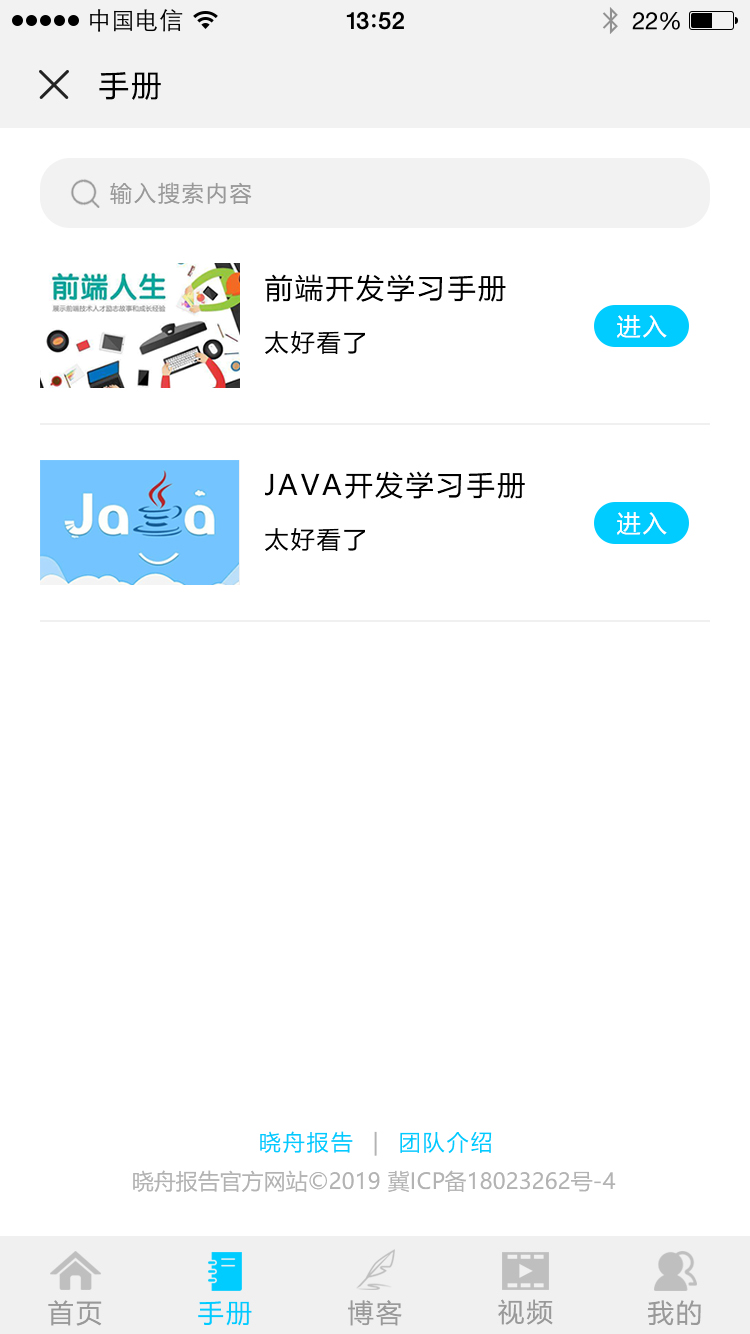 中国电信
13:52
22%
手册
输入搜索内容
前端人生
展示前端技术人才励志故事和成长经验
前端开发学习手册
太好看了
进入
Java
JAVA开发学习手册
太好看了
进入
晓舟报告 | 团队介绍
晓舟报告官方网站©2019 冀ICP备18023262号-4
首页
手册
博客
视频
我的